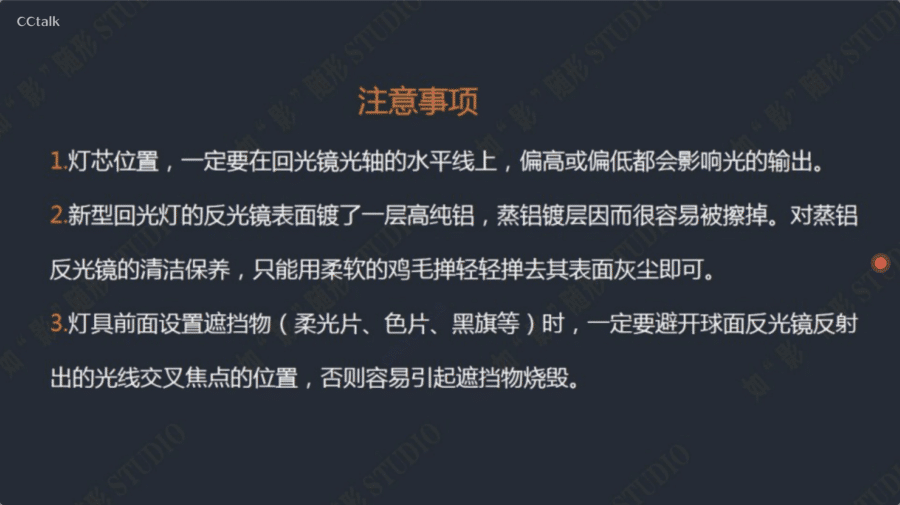 CCtalk
注意事项
1.灯芯位置，一定要在回光镜光轴的水平线上，偏高或偏低都会影响光的输出。
2.新型回光灯的反光镜表面镀了一层高纯铝，蒸铝镀层因而很容易被擦掉。对蒸铝
反光镜的清洁保养，只能用柔软的鸡毛掸轻轻掸去其表面灰尘即可。
3.灯具前面设置遮挡物（柔光片、色片、黑旗等）时，一定要避开球面反光镜反射
出的光线交叉焦点的位置，否则容易引起遮挡物烧毁。
如“影”随形 STUDIO